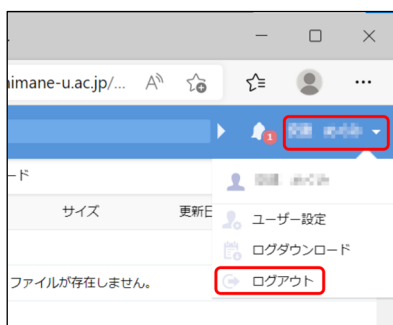 himane-u.ac.jp/...
1
ード
サイズ
更新日
ユーザー設定
ログダウンロード
ファイルが存在しません。
ログアウト